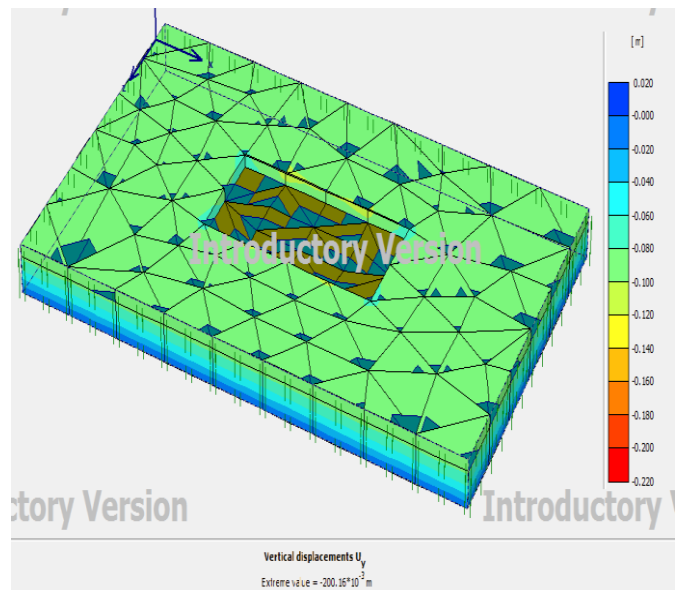 [m]
0.020
-0.000
-0.020
-0.040
-0.060
-0.080
-0.100
-0.120
-0.140
-0.160
-0.180
-0.200
-0.220
Introductory Version
ctory Version
Introductory V
Vertical displacements Uy
Extreme value = -200.16*10-3 m